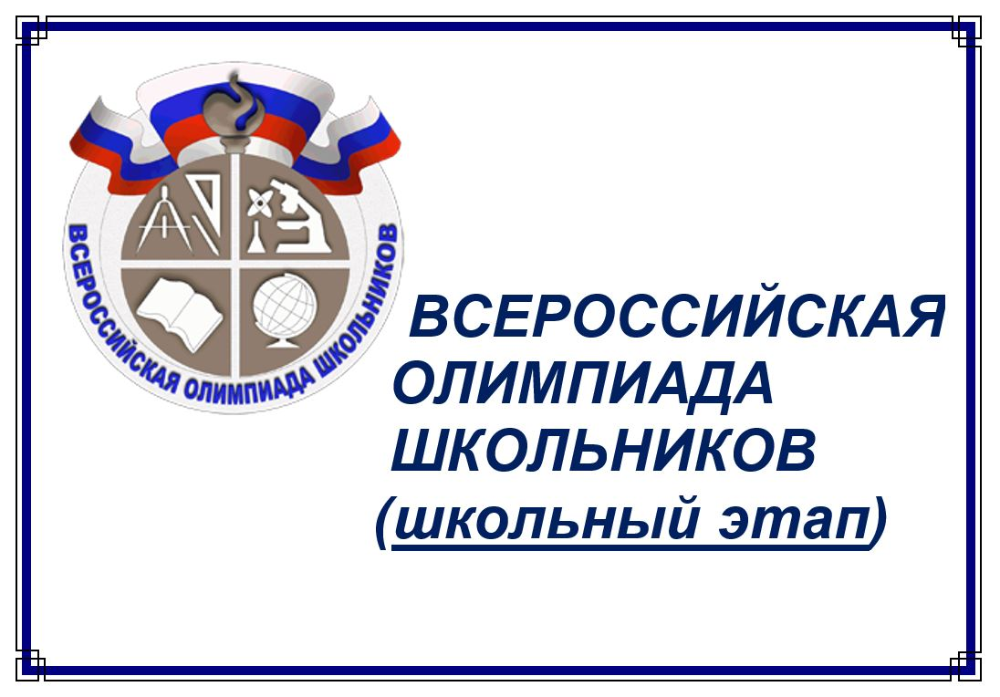 ВСЕРОССИЙСКАЯ ОЛИМПИАДА ШКОЛЬНИКОВ
ВСЕРОССИЙСКАЯ
ОЛИМПИАДА
ШКОЛЬНИКОВ
(школьный этап)